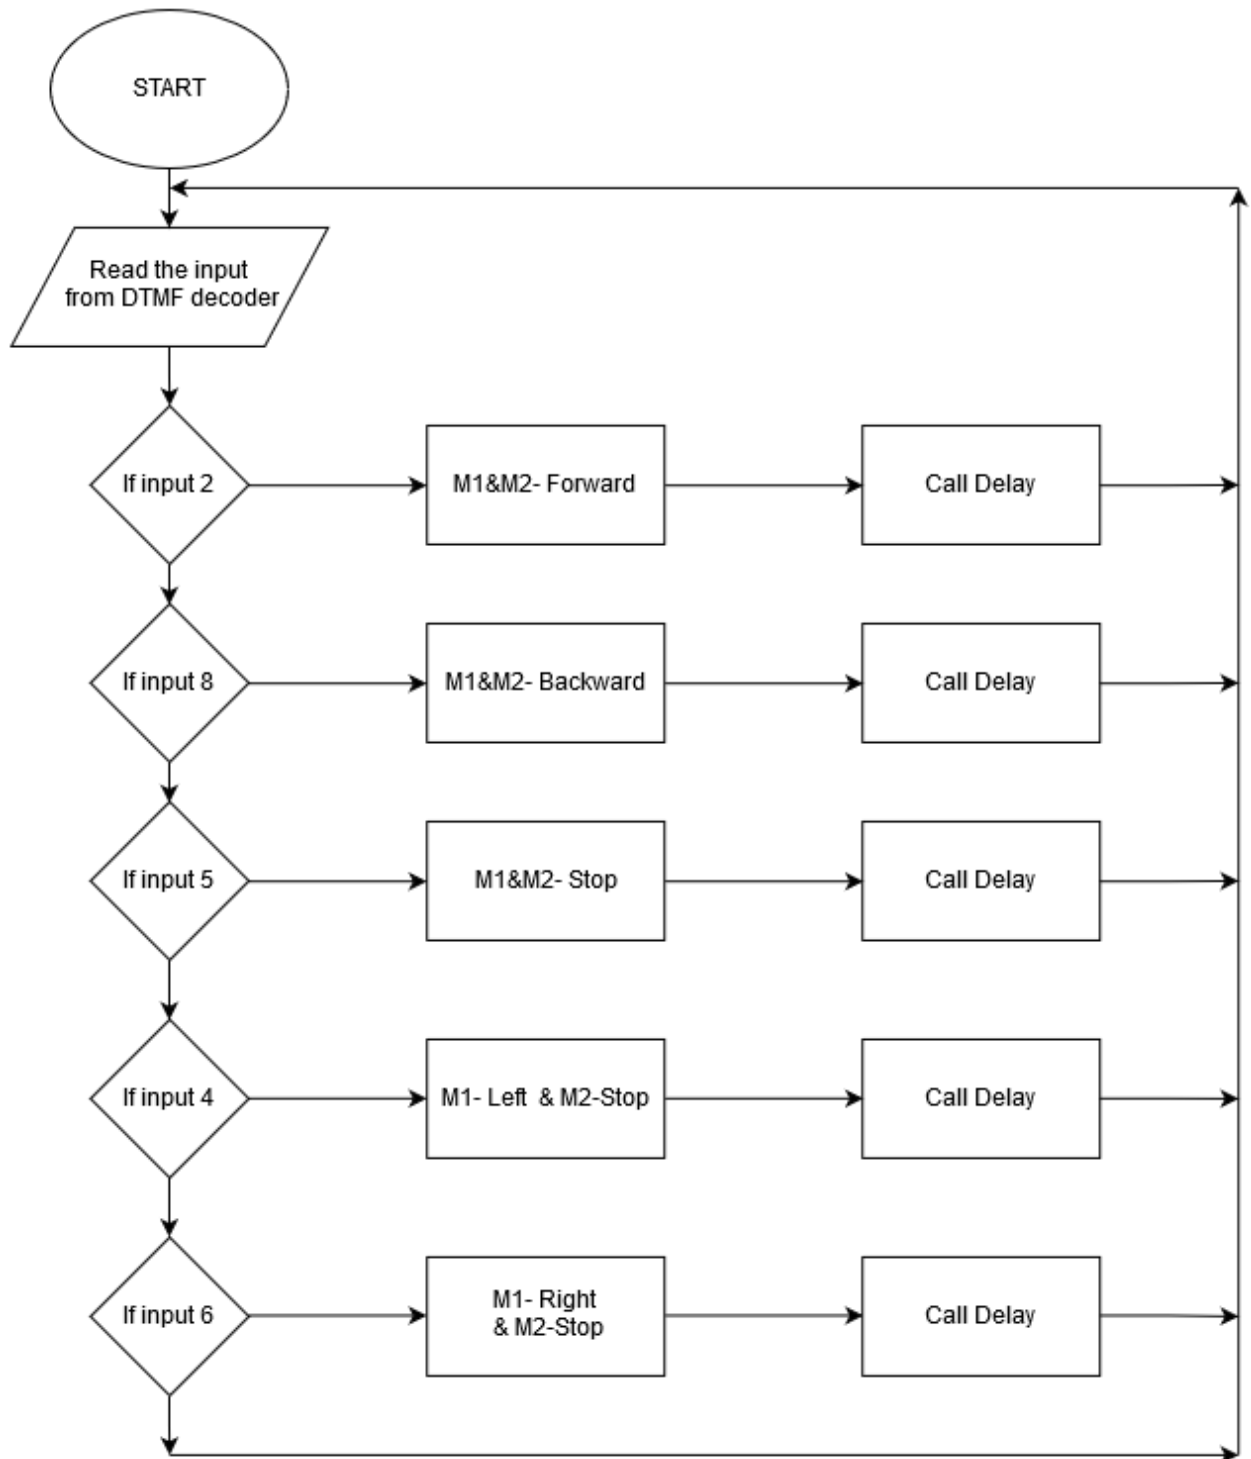 START
Read the input
from DTMF decoder
If input 2
M1&M2- Forward
Call Delay
If input 8
M1&M2- Backward
Call Delay
If input 5
M1&M2- Stop
Call Delay
If input 4
M1- Left  & M2-Stop
Call Delay
If input 6
M1- Right
& M2-Stop
Call Delay